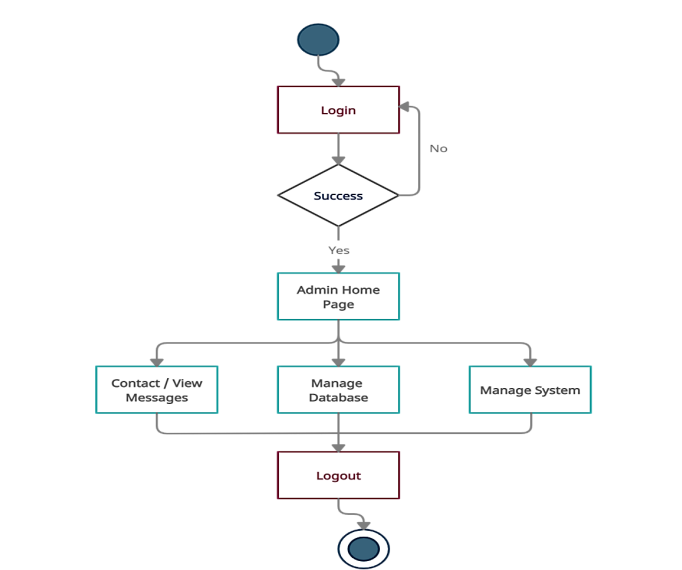 Login
No
Success
Yes
Admin Home
Page
Contact / View
Messages
Manage
Database
Manage System
Logout